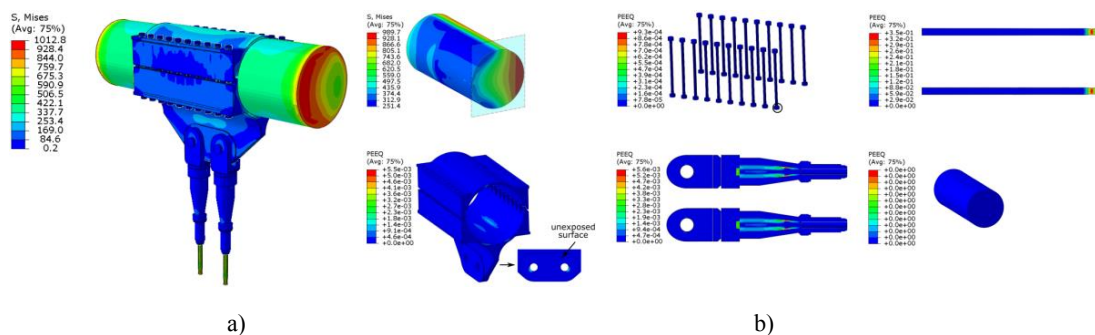 S, Mises
(Avg: 75%)
1012.8
928.4
844.0
759.7
675.3
590.9
506.5
422.1
337.7
253.4
169.0
84.6
0.2
S, Mises
(Avg: 75%)
989.7
928.1
866.6
805.1
743.6
682.0
620.5
559.0
497.5
435.9
374.4
312.9
251.4
PEEQ
(Avg: 75%)
+9.3e-04
+8.6e-04
+7.8e-04
+7.0e-04
+6.2e-04
+5.5e-04
+4.7e-04
+3.9e-04
+3.1e-04
+2.3e-04
+1.6e-04
+7.8e-05
+0.0e+00
PEEQ
(Avg: 75%)
+3.5e-01
+3.2e-01
+2.9e-01
+2.6e-01
+2.4e-01
+2.1e-01
+1.8e-01
+1.5e-01
+1.2e-01
+8.8e-02
+5.9e-02
+2.9e-02
+0.0e+00
PEEQ
(Avg: 75%)
+5.5e-03
+5.0e-03
+4.6e-03
+4.1e-03
+3.6e-03
+3.2e-03
+2.7e-03
+2.3e-03
+1.8e-03
+1.4e-03
+9.1e-04
+4.6e-04
+0.0e+00
unexposed
surface
PEEQ
(Avg: 75%)
+5.6e-03
+5.2e-03
+4.7e-03
+4.2e-03
+3.8e-03
+3.3e-03
+2.8e-03
+2.3e-03
+1.9e-03
+1.4e-03
+9.4e-04
+4.7e-04
+0.0e+00
PEEQ
(Avg: 75%)
+0.0e+00
+0.0e+00
+0.0e+00
+0.0e+00
+0.0e+00
+0.0e+00
+0.0e+00
+0.0e+00
+0.0e+00
+0.0e+00
+0.0e+00
+0.0e+00
+0.0e+00
a)
b)